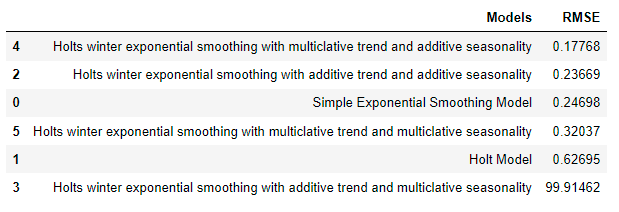 Models RMSE
4 Holts winter exponential smoothing with multiclative trend and additive seasonality 0.17768
2 Holts winter exponential smoothing with additive trend and additive seasonality 0.23669
0 Simple Exponential Smoothing Model 0.24698
5 Holts winter exponential smoothing with multiclative trend and multiclative seasonality 0.32037
1 Holt Model 0.62695
3 Holts winter exponential smoothing with additive trend and multiclative seasonality 99.91462